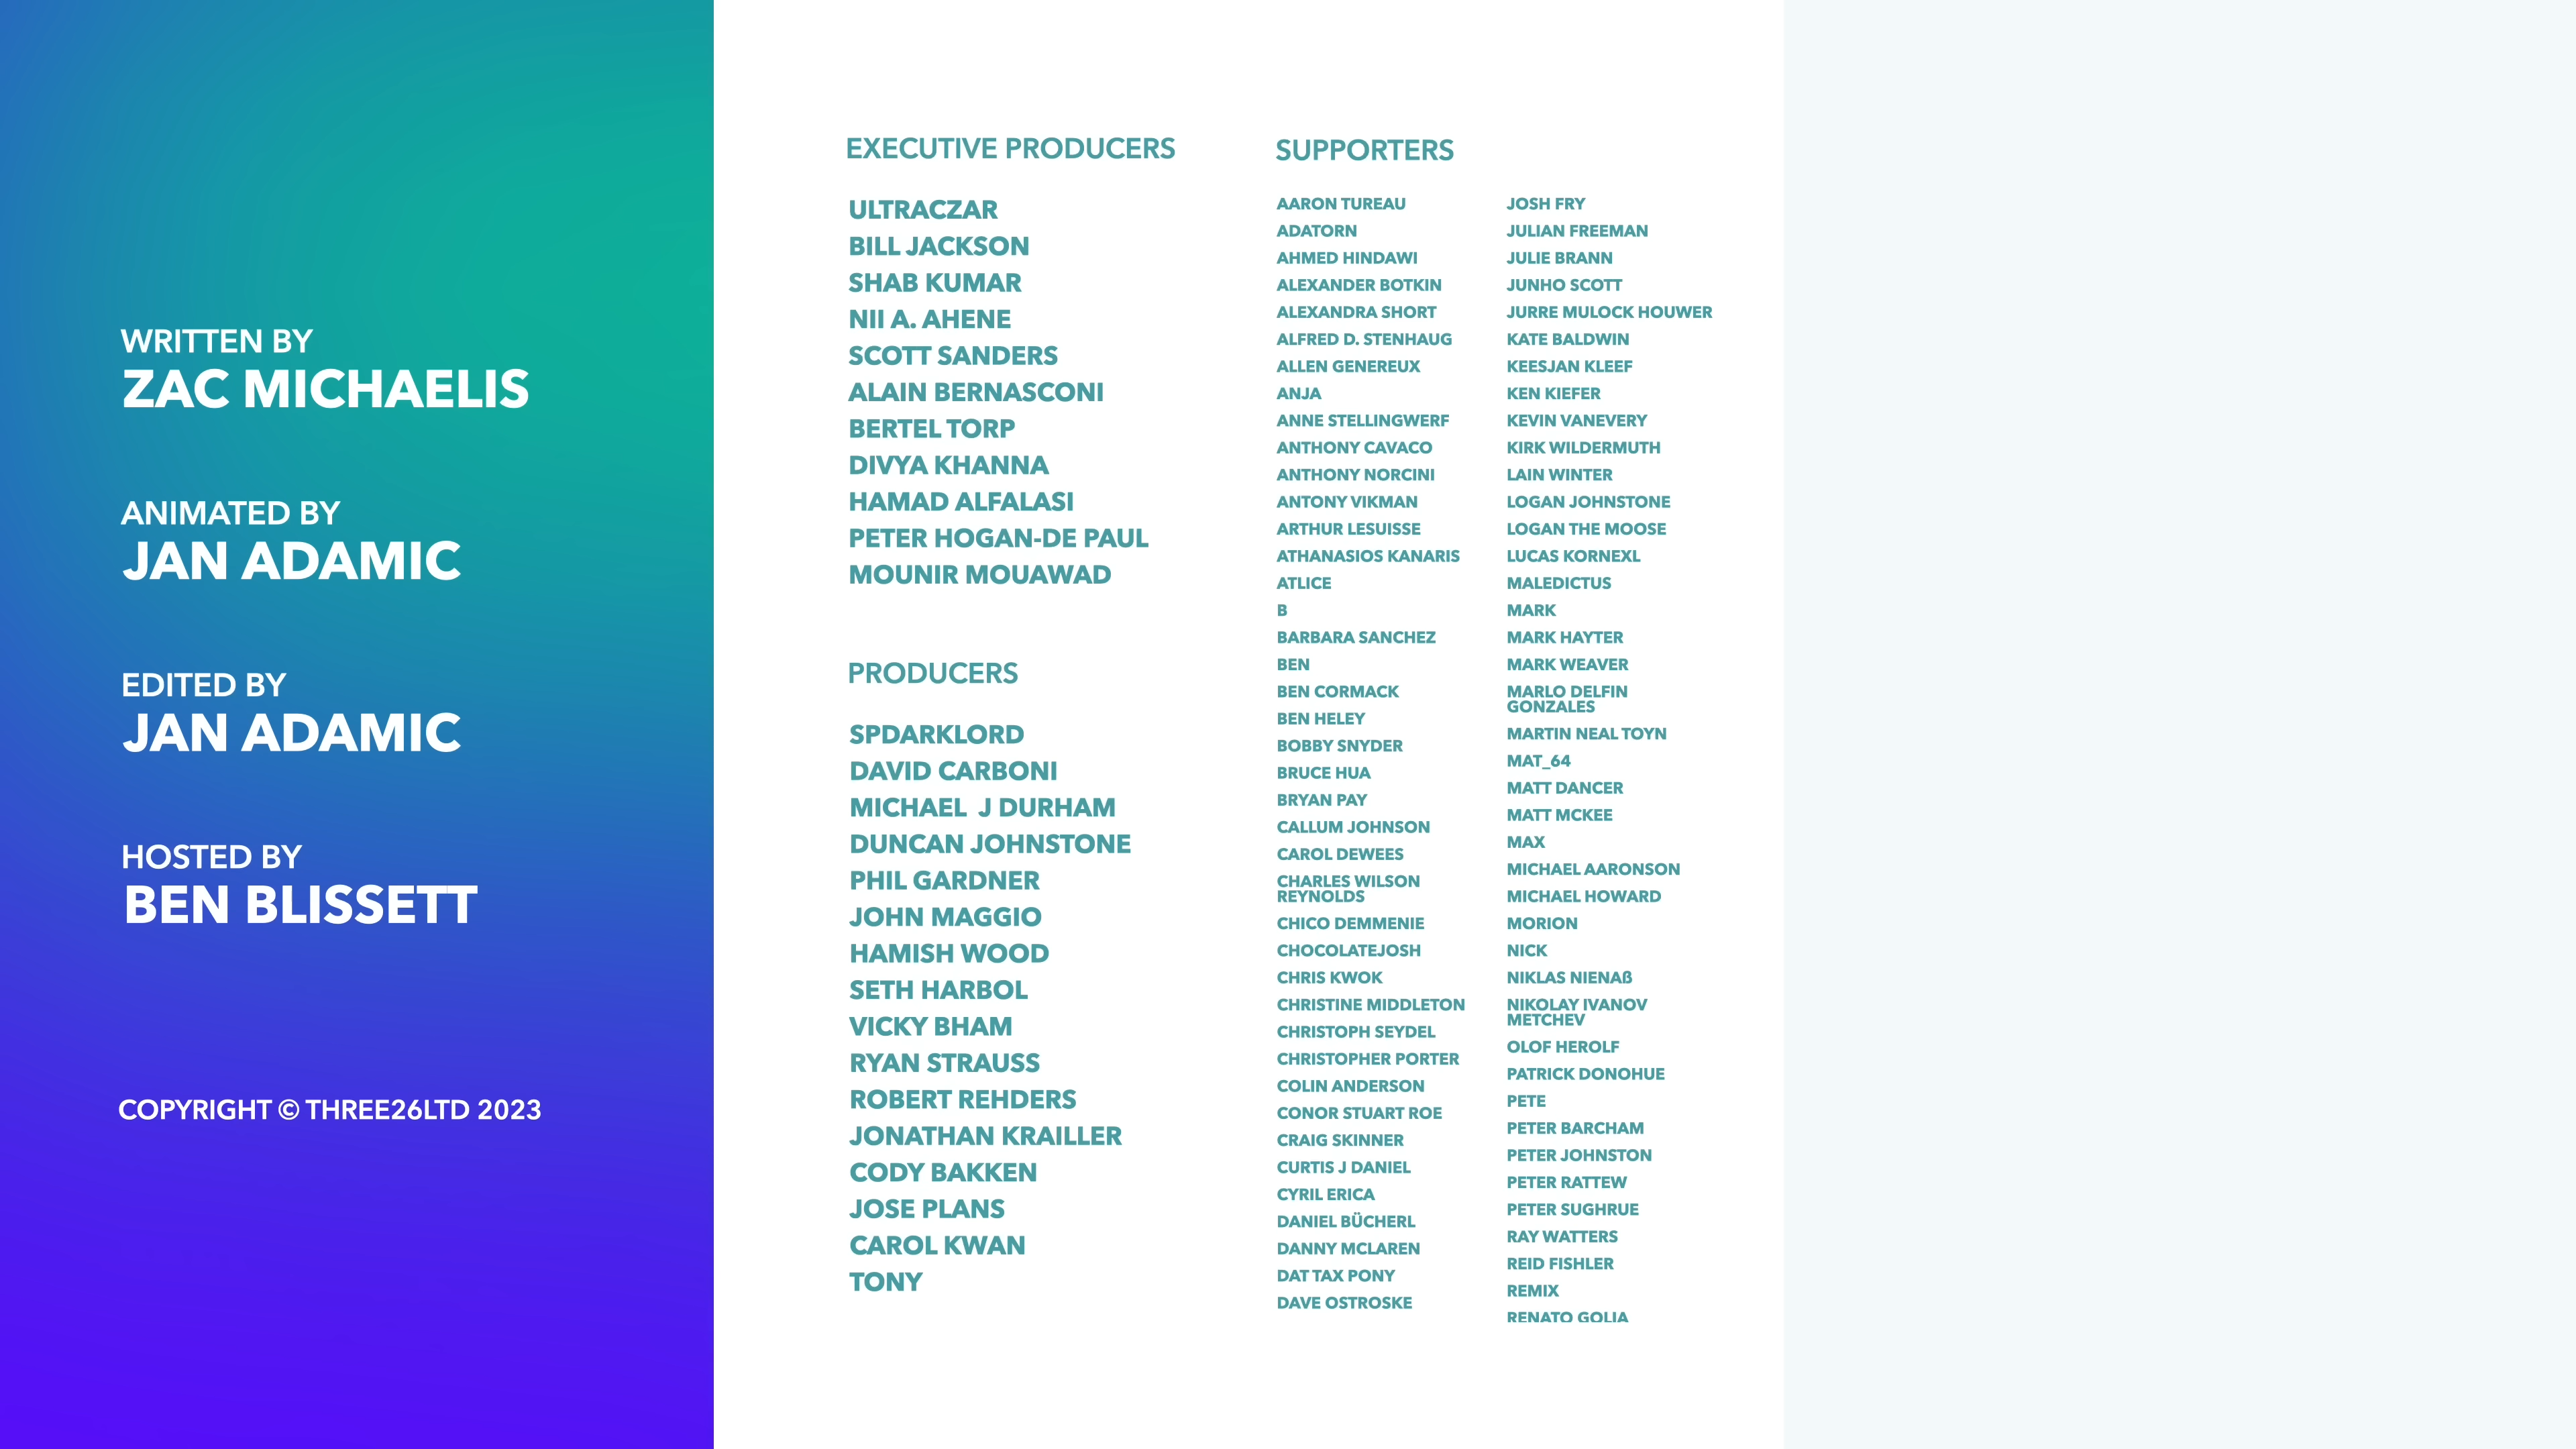 WRITTEN BY
ZAC MICHAELIS
ANIMATED BY
JAN ADAMIC
EDITED BY
JAN ADAMIC
HOSTED BY
BEN BLISSETT
COPYRIGHT © THREE26LTD 2023
EXECUTIVE PRODUCERS
ULTRACZAR
BILL JACKSON
SHAB KUMAR
NII A. AHENE
SCOTT SANDERS
ALAIN BERNASCONI
BERTEL TORP
DIVYA KHANNA
HAMAD ALFALASI
PETER HOGAN-DE PAUL
MOUNIR MOUAWAD
PRODUCERS
SPDARKLORD
DAVID CARBONI
MICHAEL  J DURHAM
DUNCAN JOHNSTONE
PHIL GARDNER
JOHN MAGGIO
HAMISH WOOD
SETH HARBOL
VICKY BHAM
RYAN STRAUSS
ROBERT REHDERS
JONATHAN KRAILLER
CODY BAKKEN
JOSE PLANS
CAROL KWAN
TONY
SUPPORTERS
AARON TUREAU
ADATORN
AHMED HINDAWI
ALEXANDER BOTKIN
ALEXANDRA SHORT
ALFRED D. STENHAUG
ALLEN GENEREUX
ANJA
ANNE STELLINGWERF
ANTHONY CAVACO
ANTHONY NORCINI
ANTONY VIKMAN
ARTHUR LESUISSE
ATHANASIOS KANARIS
ATLICE
B
BARBARA SANCHEZ
BEN
BEN CORMACK
BEN HELEY
BOBBY SNYDER
BRUCE HUA
BRYAN PAY
CALLUM JOHNSON
CAROL DEWEES
CHARLES WILSON
REYNOLDS
CHICO DEMMENIE
CHOCOLATEJOSH
CHRIS KWOK
CHRISTINE MIDDLETON
CHRISTOPH SEYDEL
CHRISTOPHER PORTER
COLIN ANDERSON
CONOR STUART ROE
CRAIG SKINNER
CURTIS J DANIEL
CYRIL ERICA
DANIEL BÜCHERL
DANNY MCLAREN
DAT TAX PONY
DAVE OSTROSKE
JOSH FRY
JULIAN FREEMAN
JULIE BRANN
JUNHO SCOTT
JURRE MULOCK HOUWER
KATE BALDWIN
KEESJAN KLEEF
KEN KIEFER
KEVIN VANEVERY
KIRK WILDERMUTH
LAIN WINTER
LOGAN JOHNSTONE
LOGAN THE MOOSE
LUCAS KORNEXL
MALEDICTUS
MARK
MARK HAYTER
MARK WEAVER
MARLO DELFIN
GONZALES
MARTIN NEAL TOYN
MAT_64
MATT DANCER
MATT MCKEE
MAX
MICHAEL AARONSON
MICHAEL HOWARD
MORION
NICK
NIKLAS NIENAß
NIKOLAY IVANOV
METCHEV
OLOF HEROLF
PATRICK DONOHUE
PETE
PETER BARCHAM
PETER JOHNSTON
PETER RATTEW
PETER SUGHRUE
RAY WATTERS
REID FISHLER
REMIX
RENATO GOLIA